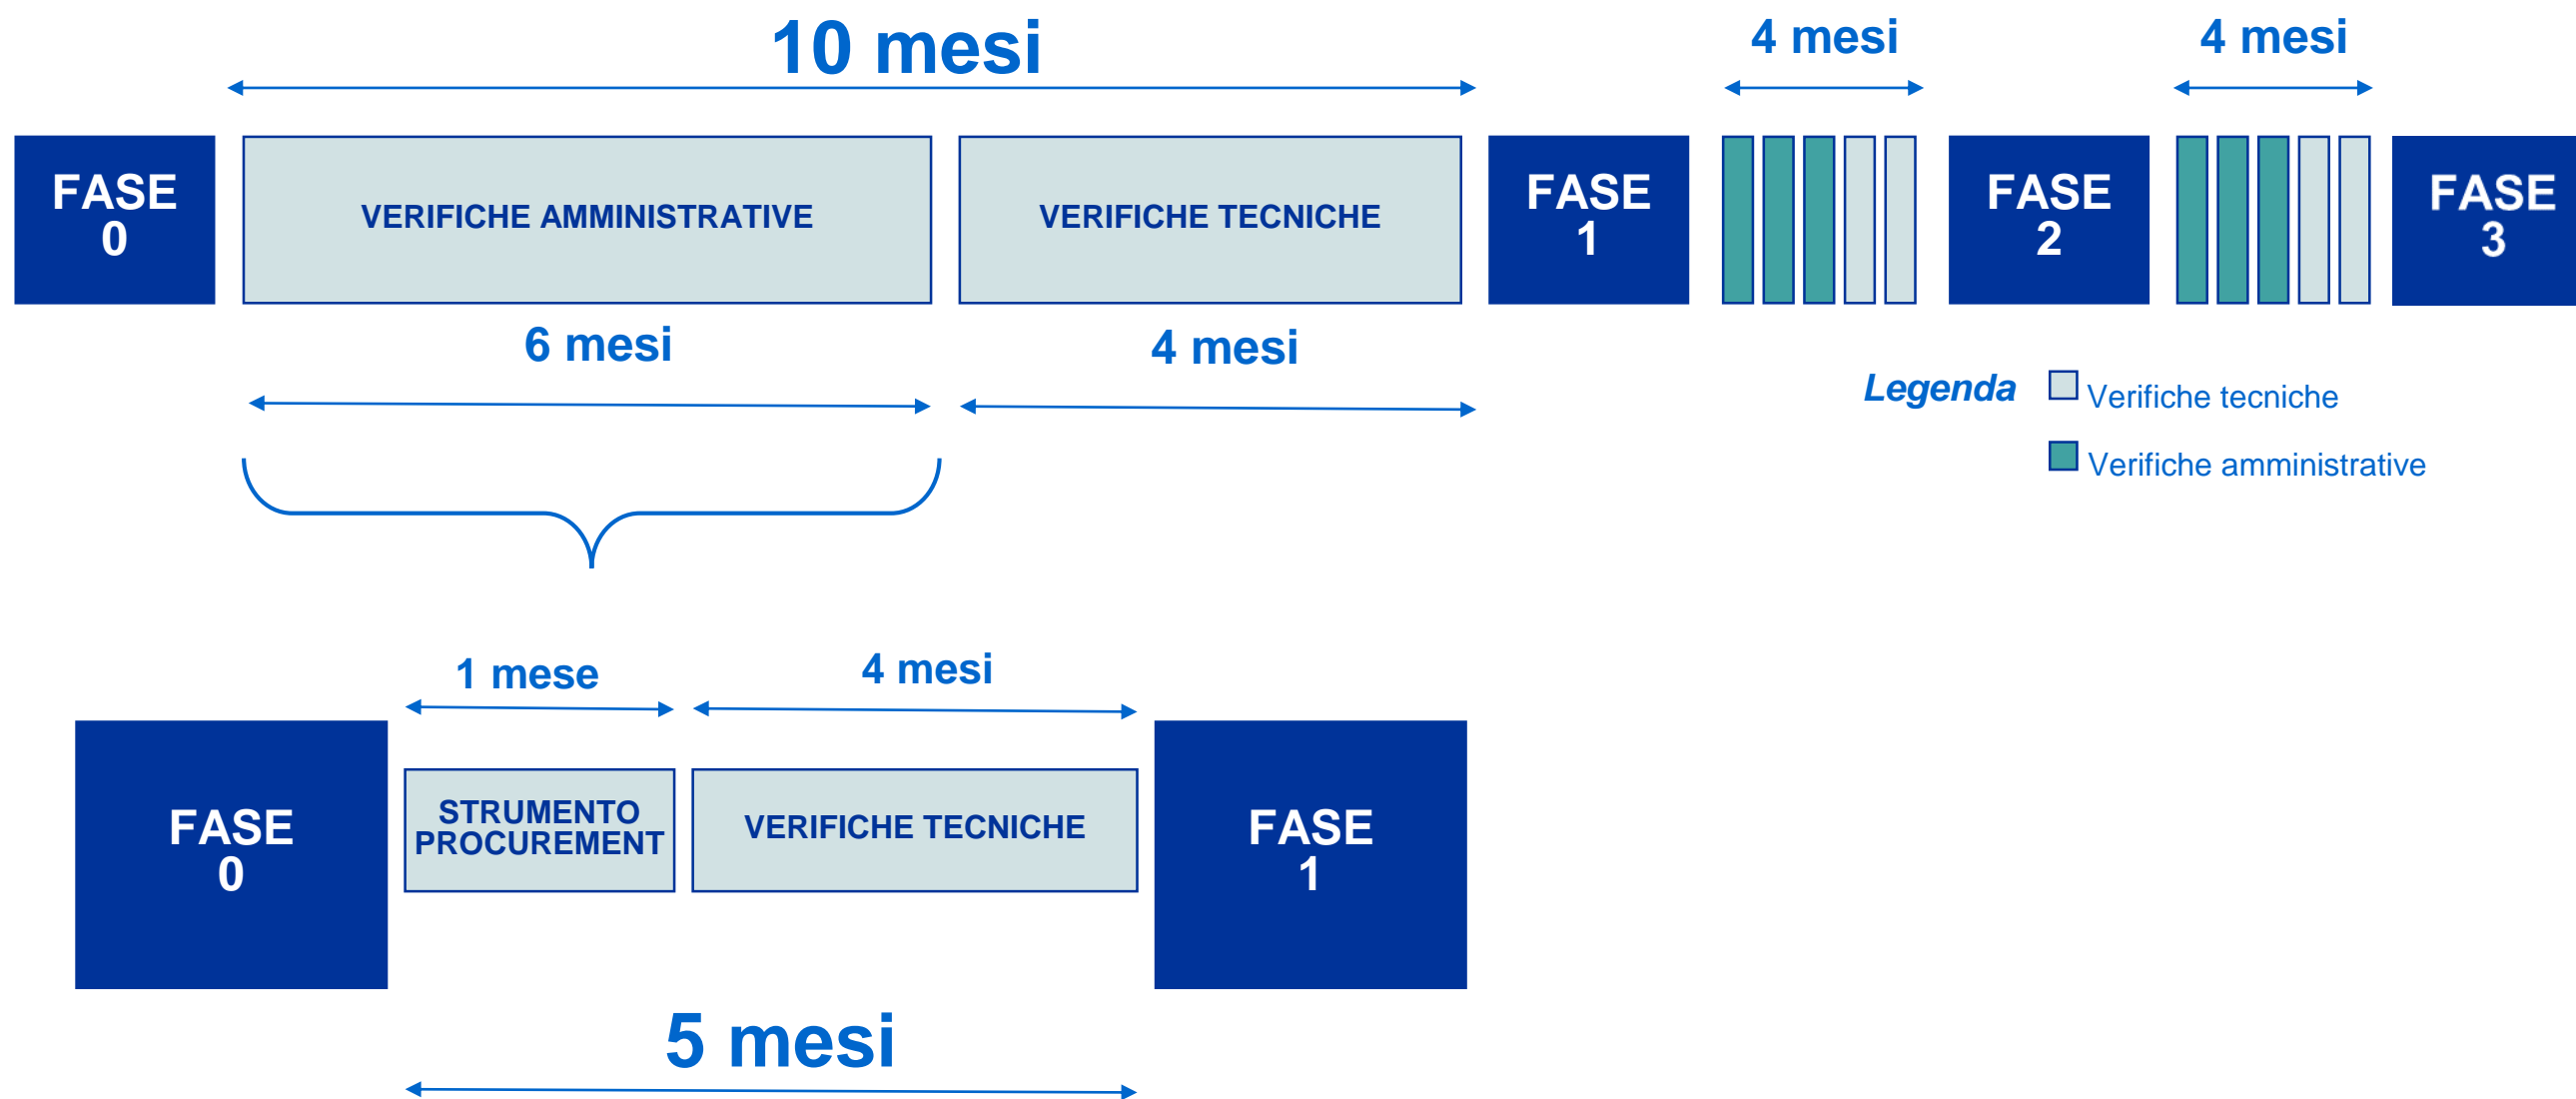 10 mesi
4 mesi
4 mesi
FASE
0
VERIFICHE AMMINISTRATIVE
VERIFICHE TECNICHE
FASE
1
FASE
2
FASE
3
6 mesi
4 mesi
Legenda
Verifiche tecniche
Verifiche amministrative
1 mese
4 mesi
FASE
0
STRUMENTO
PROCUREMENT
VERIFICHE TECNICHE
FASE
1
5 mesi